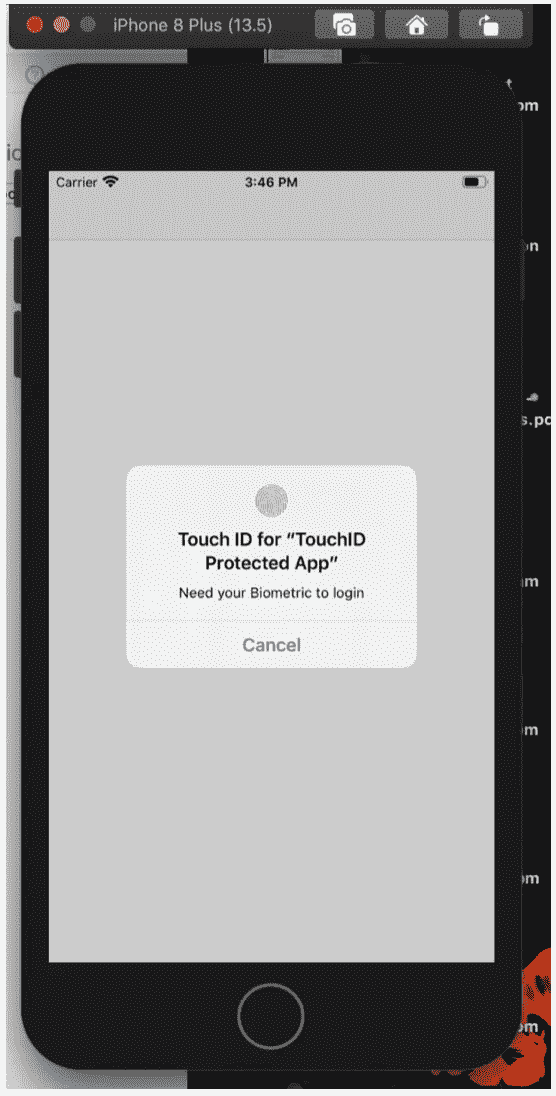 iPhone 8 Plus (13.5)
Carrier 3:46 PM
Touch ID for “TouchID
Protected App”
Need your Biometric to login
Cancel